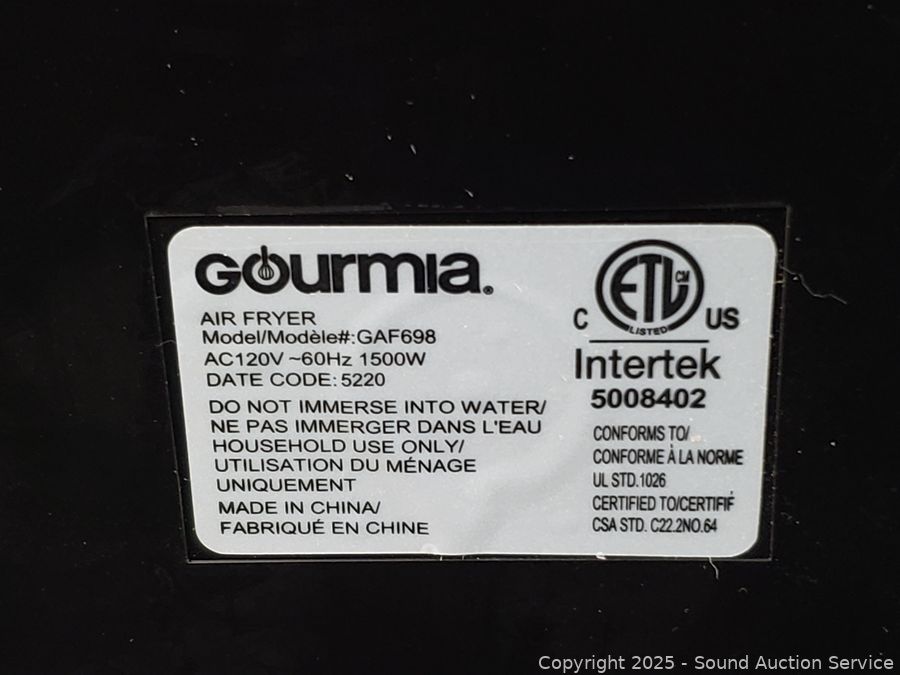 Gourmia®
AIR FRYER
Model/Modèle#:GAF698
AC120V ~60Hz 1500W
DATE CODE: 5220
DO NOT IMMERSE INTO WATER/
NE PAS IMMERGER DANS L'EAU
HOUSEHOLD USE ONLY/
UTILISATION DU MÉNAGE
UNIQUEMENT
MADE IN CHINA/
FABRIQUÉ EN CHINE
ETL CM
LISTED
C US
Intertek
5008402
CONFORMS TO/
CONFORME À LA NORME
UL STD.1026
CERTIFIED TO/CERTIFIÉ
CSA STD. C22.2NO.64
Copyright 2025 - Sound Auction Service